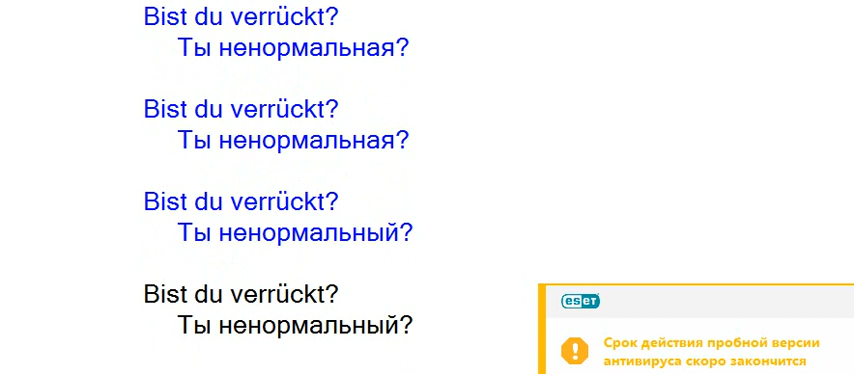 Bist du verrückt?
Ты ненормальная?
Bist du verrückt?
Ты ненормальная?
Bist du verrückt?
Ты ненормальный?
Bist du verrückt?
Ты ненормальный?
eseT
Срок действия пробной версии
антивируса скоро закончится